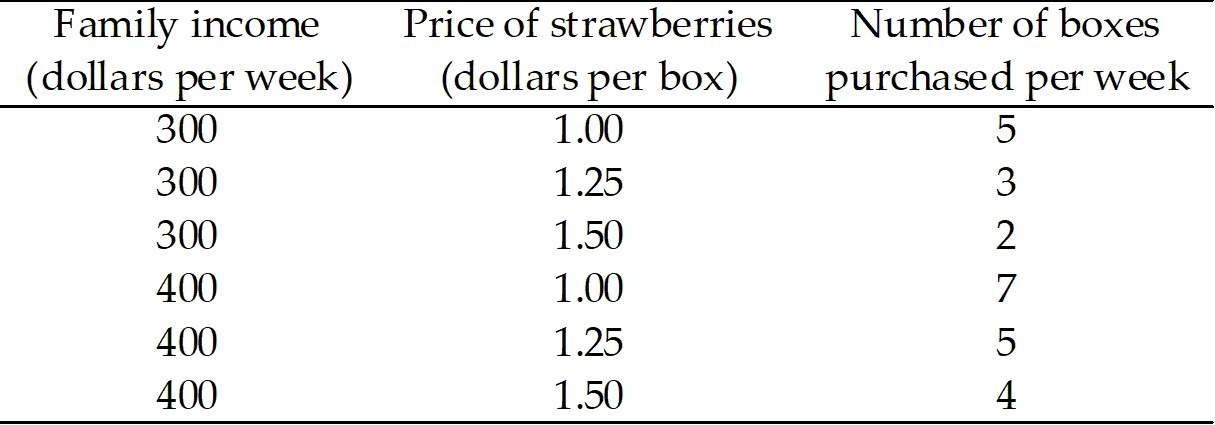 Family income Price of strawberries Number of boxes
(dollars per week) (dollars per box) purchased per week
300 1.00 5
300 1.25 3
300 1.50 2
400 1.00 7
400 1.25 5
400 1.50 4